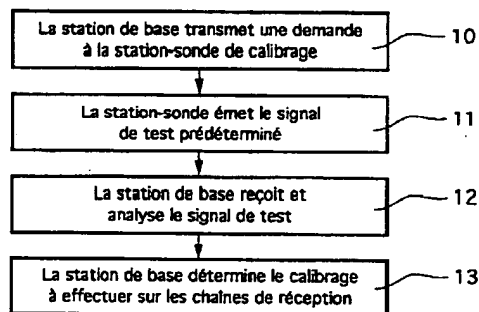 La station de base transmet une demande
à la station-sonde de calibrage
10
La station-sonde émet le signal
de test prédéterminé
11
La station de base reçoit et
analyse le signal de test
12
La station de base détermine le calibrage
à effectuer sur les chaînes de réception
13